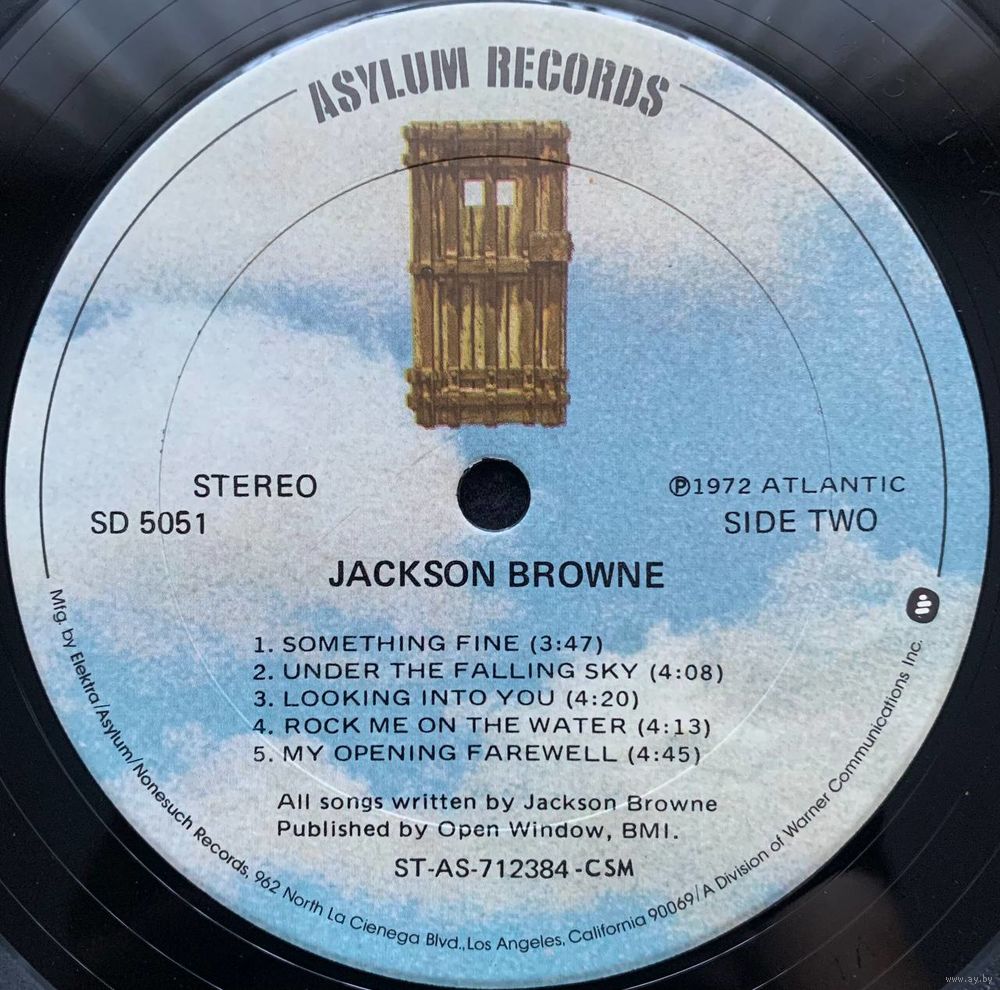 ASYLUM RECORDS
STEREO
SD 5051
Ⓟ1972 ATLANTIC
SIDE TWO
JACKSON BROWNE
1. SOMETHING FINE (3:47)
2. UNDER THE FALLING SKY (4:08)
3. LOOKING INTO YOU (4:20)
4. ROCK ME ON THE WATER (4:13)
5. MY OPENING FAREWELL (4:45)
All songs written by Jackson Browne
Published by Open Window, BMI.
ST-AS-712384-CSM
Mfg. by Elektra/Asylum/Nonesuch Records, 962 North La Cienega Blvd., Los Angeles, California 90069/A Division of Warner Communications Inc.
www.ay.by